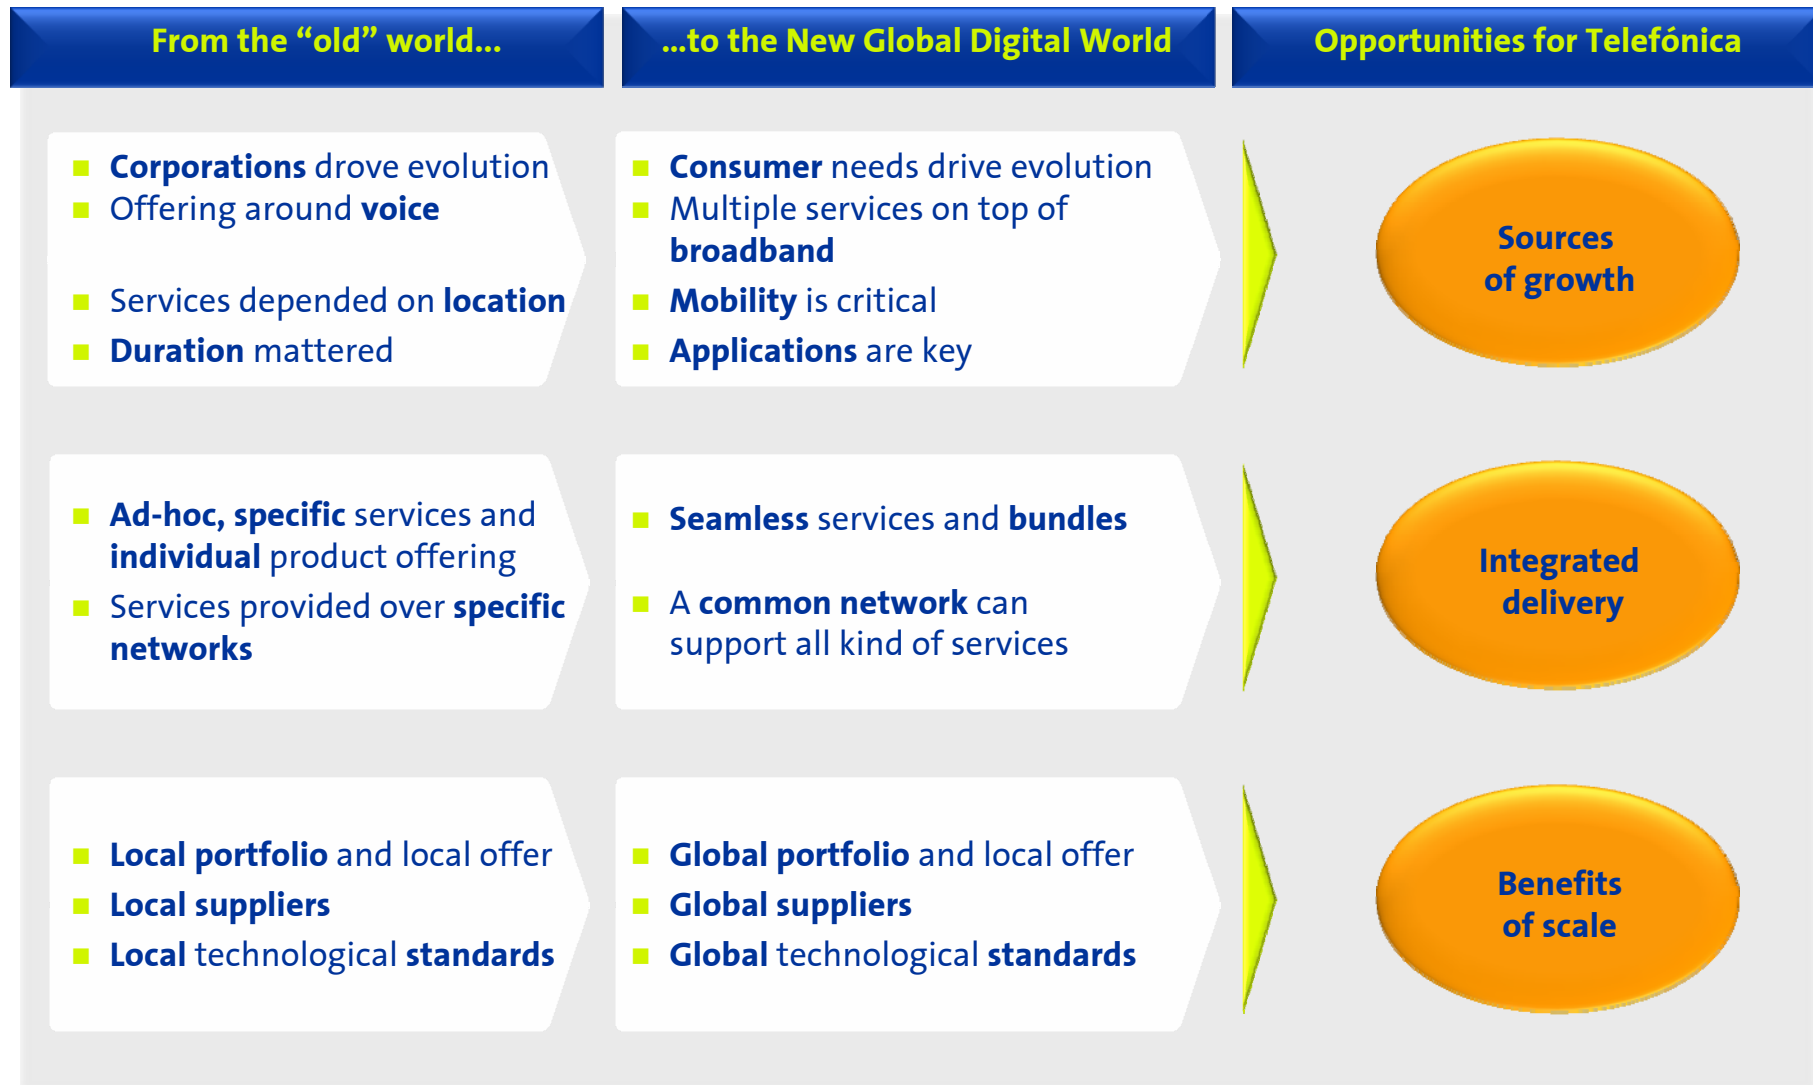 From the “old” world...
...to the New Global Digital World
Opportunities for Telefónica
Corporations drove evolution
Offering around voice
Services depended on location
Duration mattered
Consumer needs drive evolution
Multiple services on top of
broadband
Mobility is critical
Applications are key
Sources
of growth
Ad-hoc, specific services and
individual product offering
Services provided over specific
networks
Seamless services and bundles
A common network can
support all kind of services
Integrated
delivery
Local portfolio and local offer
Local suppliers
Local technological standards
Global portfolio and local offer
Global suppliers
Global technological standards
Benefits
of scale